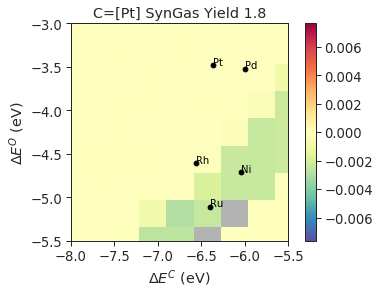 C=[Pt] SynGas Yield 1.8
−3.0
−3.5
−4.0
−4.5
−5.0
−5.5
ΔE^O (eV)
Pt
Pd
Rh
Ni
Ru
−8.0 −7.5 −7.0 −6.5 −6.0 −5.5
ΔE^C (eV)
0.006
0.004
0.002
0.000
−0.002
−0.004
−0.006